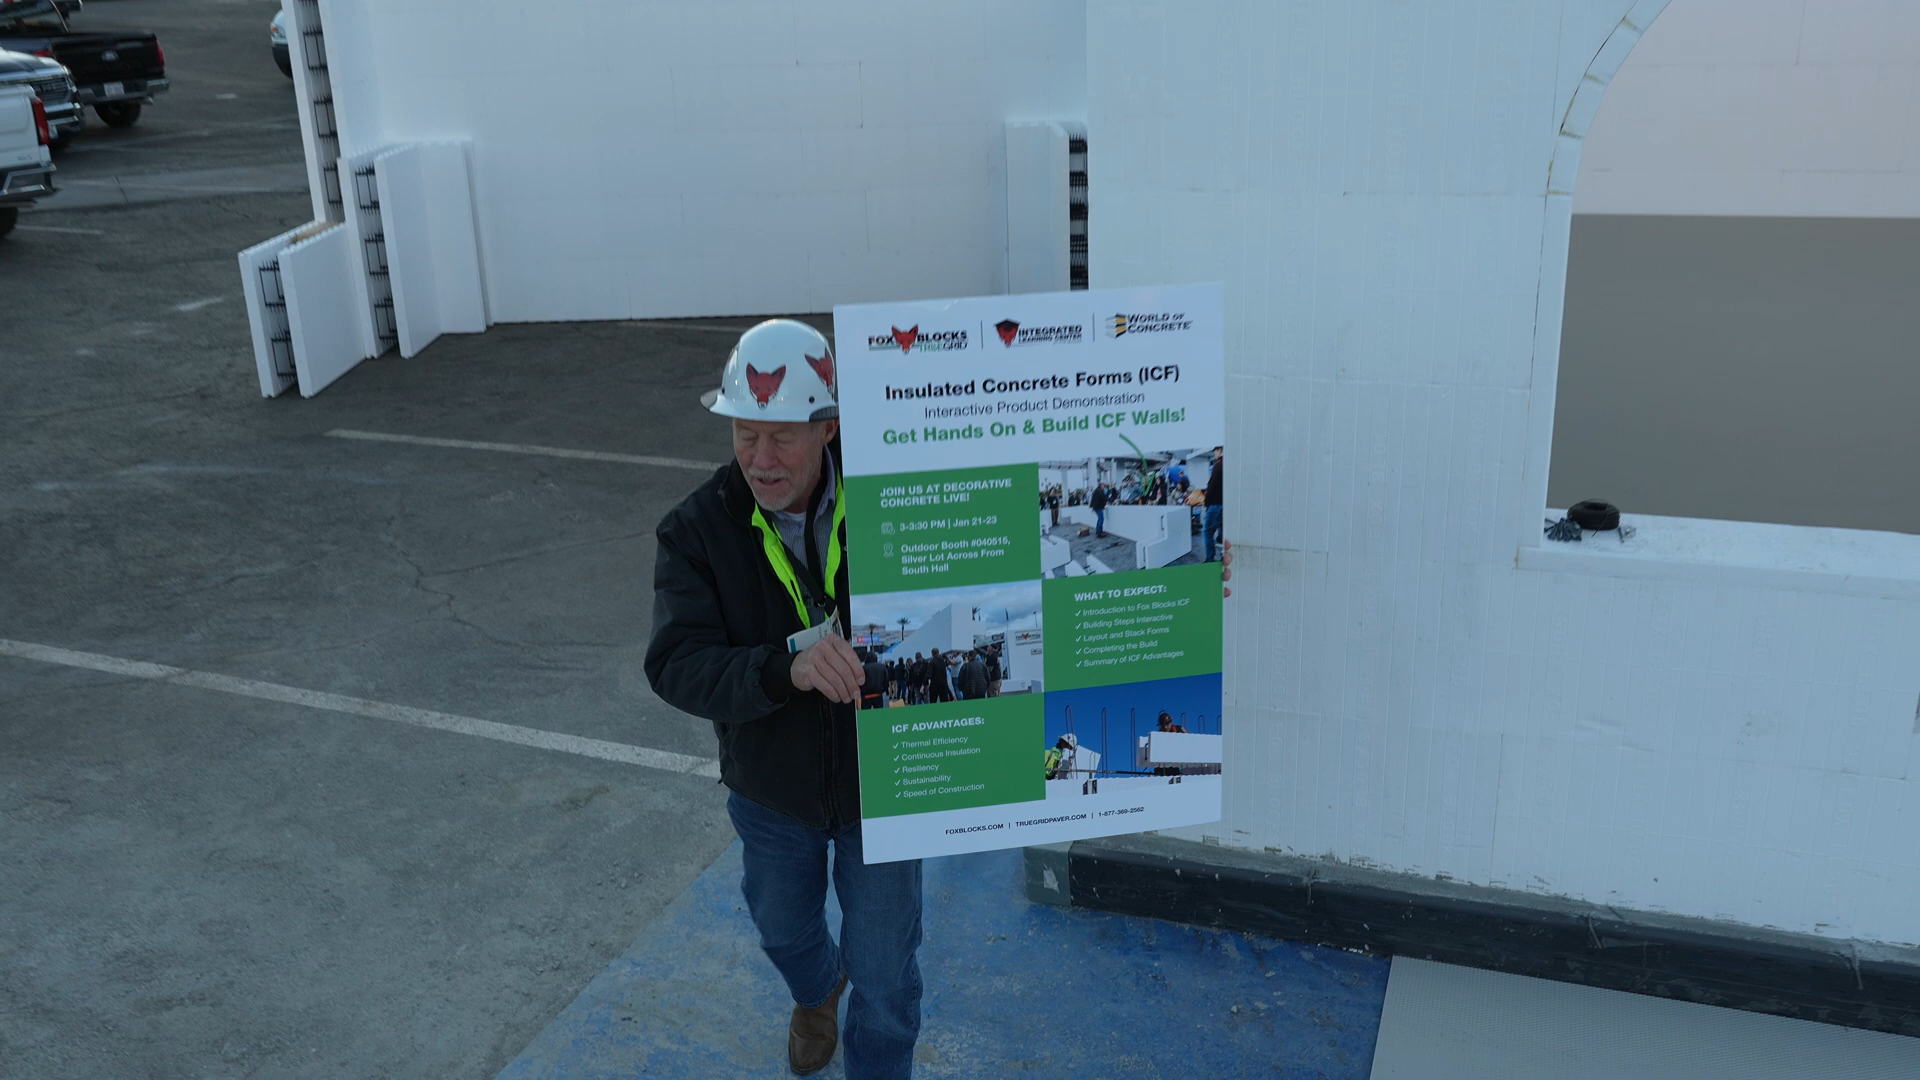 FOX BLOCKS
TRUEGRID
INTEGRATED
LEARNING CENTER
WORLD OF
CONCRETE
Insulated Concrete Forms (ICF)
Interactive Product Demonstration
Get Hands On & Build ICF Walls!
JOIN US AT DECORATIVE
CONCRETE LIVE!
3-3:30 PM | Jan 21-23
Outdoor Booth #040515,
Silver Lot Across From
South Hall
WHAT TO EXPECT:
✓ Introduction to Fox Blocks ICF
✓ Building Steps Interactive
✓ Layout and Stack Forms
✓ Completing the Build
✓ Summary of ICF Advantages
ICF ADVANTAGES:
✓ Thermal Efficiency
✓ Continuous Insulation
✓ Resiliency
✓ Sustainability
✓ Speed of Construction
FOXBLOCKS.COM | TRUEGRIDPAVER.COM | 1-877-369-2562